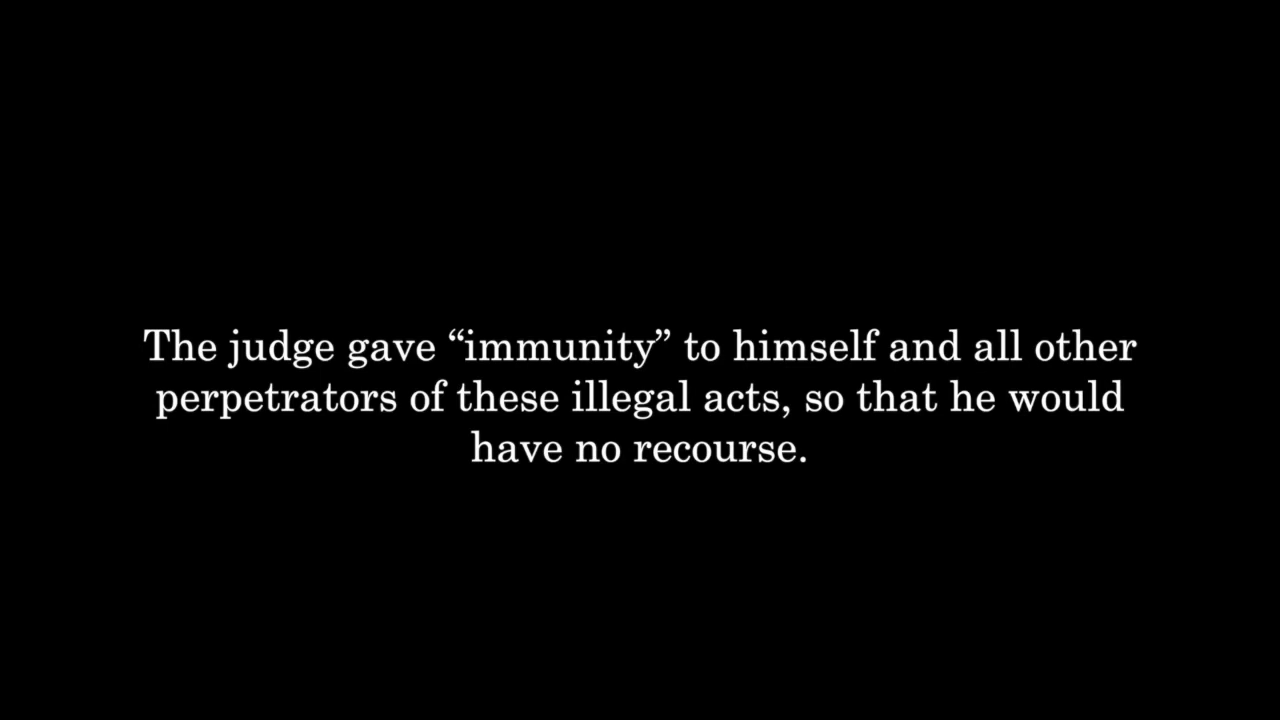 The judge gave “immunity” to himself and all other
perpetrators of these illegal acts, so that he would
have no recourse.